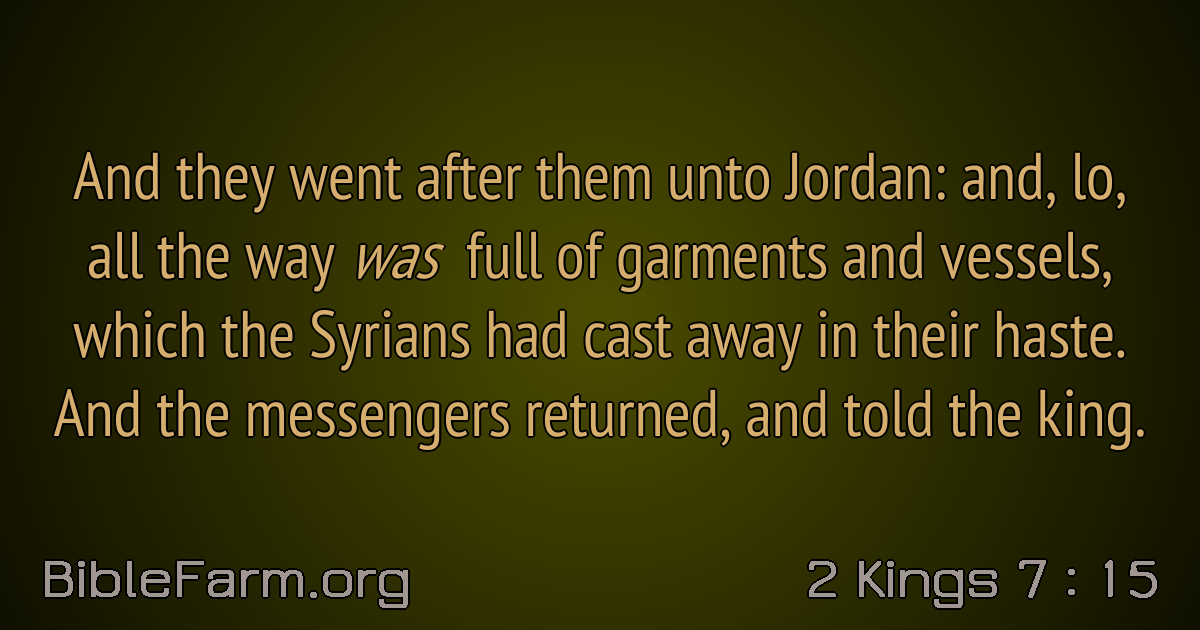 And they went after them unto Jordan: and, lo,
all the way was full of garments and vessels,
which the Syrians had cast away in their haste.
And the messengers returned, and told the king.
BibleFarm.org
2 Kings 7 : 15